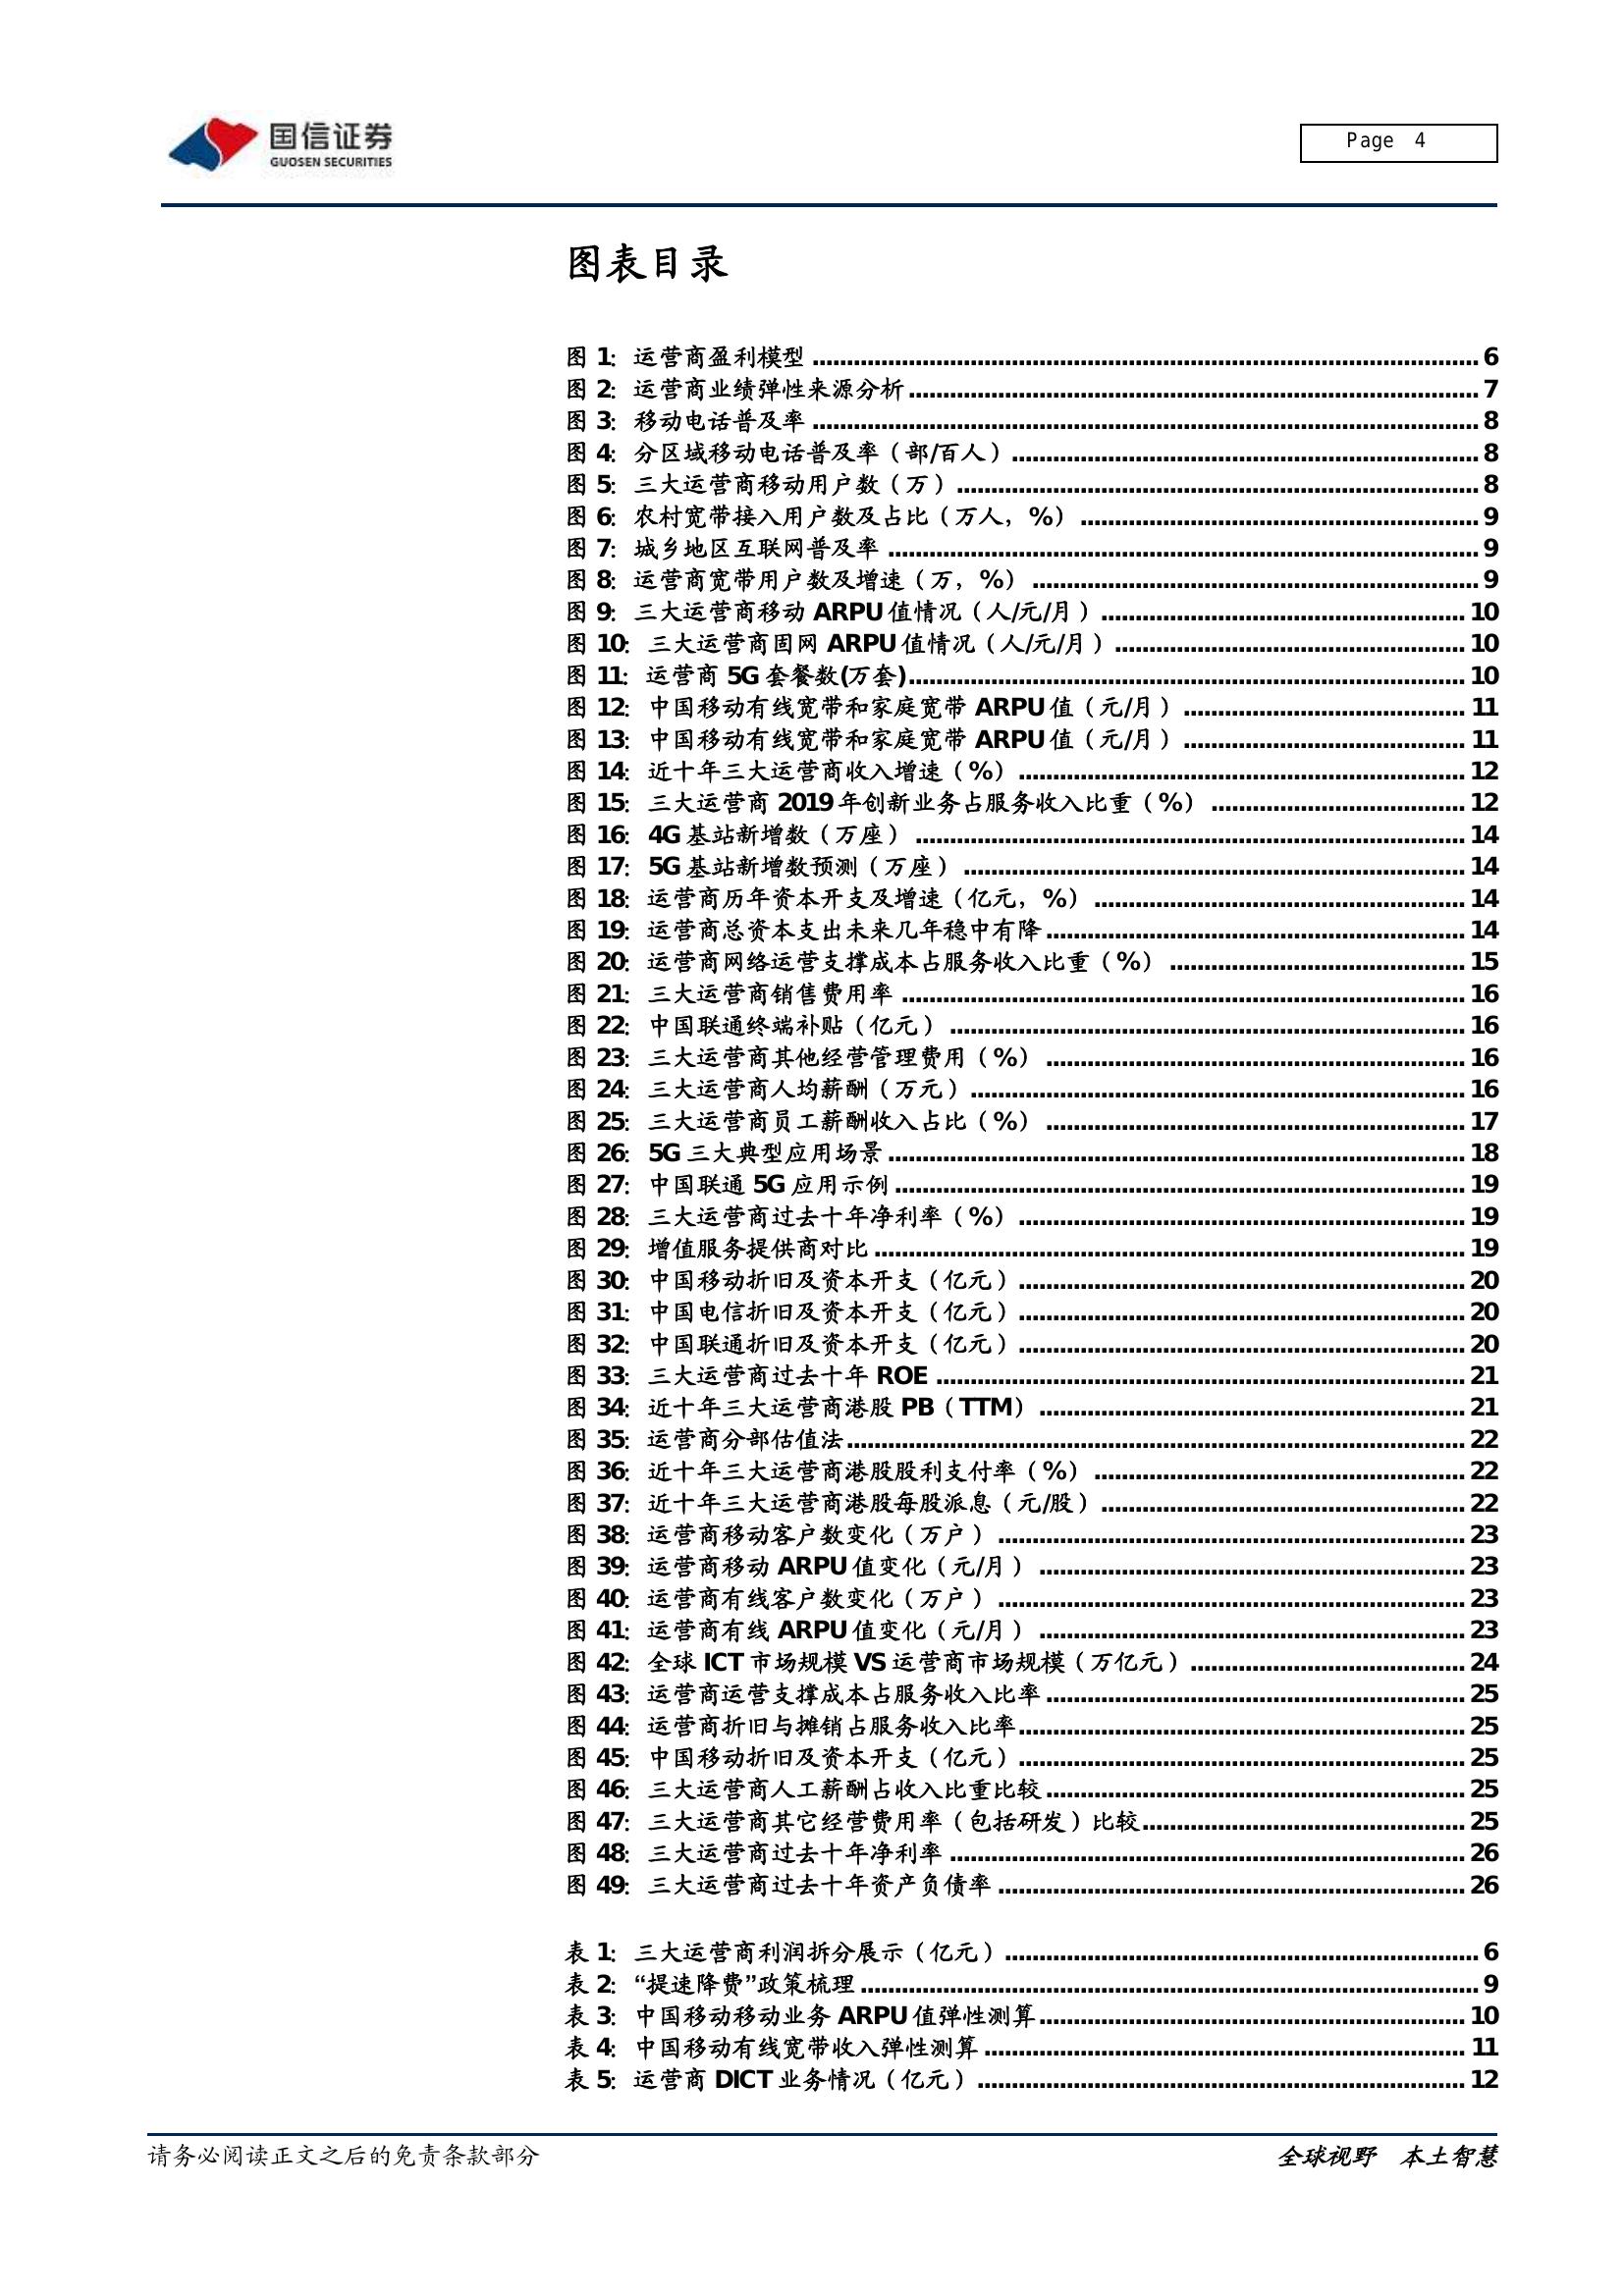 国信证券
GUOSEN SECURITIES
Page 4
图表目录
图 1：运营商盈利模型 ........ 6
图 2：运营商业绩弹性来源分析 ........ 7
图 3：移动电话普及率 ........ 8
图 4：分区域移动电话普及率（部/百人） ........ 8
图 5：三大运营商移动用户数（万） ........ 8
图 6：农村宽带接入用户数及占比（万人，%） ........ 9
图 7：城乡地区互联网普及率 ........ 9
图 8：运营商宽带用户数及增速（万，%） ........ 9
图 9：三大运营商移动 ARPU 值情况（人/元/月） ........ 10
图 10：三大运营商固网 ARPU 值情况（人/元/月） ........ 10
图 11：运营商 5G 套餐数(万套) ........ 10
图 12：中国移动有线宽带和家庭宽带 ARPU 值（元/月） ........ 11
图 13：中国移动有线宽带和家庭宽带 ARPU 值（元/月） ........ 11
图 14：近十年三大运营商收入增速（%） ........ 12
图 15：三大运营商 2019 年创新业务占服务收入比重（%） ........ 12
图 16：4G 基站新增数（万座） ........ 14
图 17：5G 基站新增数预测（万座） ........ 14
图 18：运营商历年资本开支及增速（亿元，%） ........ 14
图 19：运营商总资本支出未来几年稳中有降 ........ 14
图 20：运营商网络运营支撑成本占服务收入比重（%） ........ 15
图 21：三大运营商销售费用率 ........ 16
图 22：中国联通终端补贴（亿元） ........ 16
图 23：三大运营商其他经营管理费用（%） ........ 16
图 24：三大运营商人均薪酬（万元） ........ 16
图 25：三大运营商员工薪酬收入占比（%） ........ 17
图 26：5G 三大典型应用场景 ........ 18
图 27：中国联通 5G 应用示例 ........ 19
图 28：三大运营商过去十年净利率（%） ........ 19
图 29：增值服务提供商对比 ........ 19
图 30：中国移动折旧及资本开支（亿元） ........ 20
图 31：中国电信折旧及资本开支（亿元） ........ 20
图 32：中国联通折旧及资本开支（亿元） ........ 20
图 33：三大运营商过去十年 ROE ........ 21
图 34：近十年三大运营商港股 PB（TTM） ........ 21
图 35：运营商分部估值法 ........ 22
图 36：近十年三大运营商港股股利支付率（%） ........ 22
图 37：近十年三大运营商港股每股派息（元/股） ........ 22
图 38：运营商移动客户数变化（万户） ........ 23
图 39：运营商移动 ARPU 值变化（元/月） ........ 23
图 40：运营商有线客户数变化（万户） ........ 23
图 41：运营商有线 ARPU 值变化（元/月） ........ 23
图 42：全球 ICT 市场规模 VS 运营商市场规模（万亿元） ........ 24
图 43：运营商运营支撑成本占服务收入比率 ........ 25
图 44：运营商折旧与摊销占服务收入比率 ........ 25
图 45：中国移动折旧及资本开支（亿元） ........ 25
图 46：三大运营商人工薪酬占收入比重比较 ........ 25
图 47：三大运营商其它经营费用率（包括研发）比较 ........ 25
图 48：三大运营商过去十年净利率 ........ 26
图 49：三大运营商过去十年资产负债率 ........ 26
表 1：三大运营商利润拆分展示（亿元） ........ 6
表 2：“提速降费”政策梳理 ........ 9
表 3：中国移动移动业务 ARPU 值弹性测算 ........ 10
表 4：中国移动有线宽带收入弹性测算 ........ 11
表 5：运营商 DICT 业务情况（亿元） ........ 12
请务必阅读正文之后的免责条款部分
全球视野 本土智慧